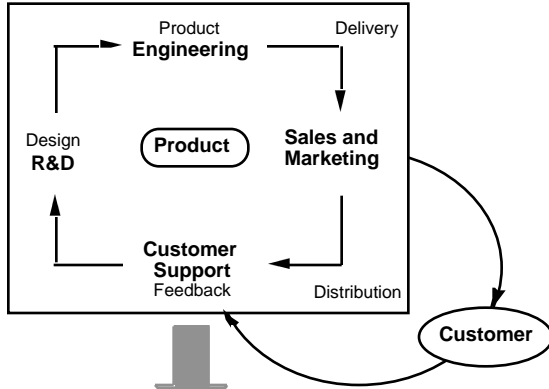 Product
Engineering
Delivery
Design
R&D
Product
Sales and
Marketing
Customer
Support
Feedback
Distribution
Customer